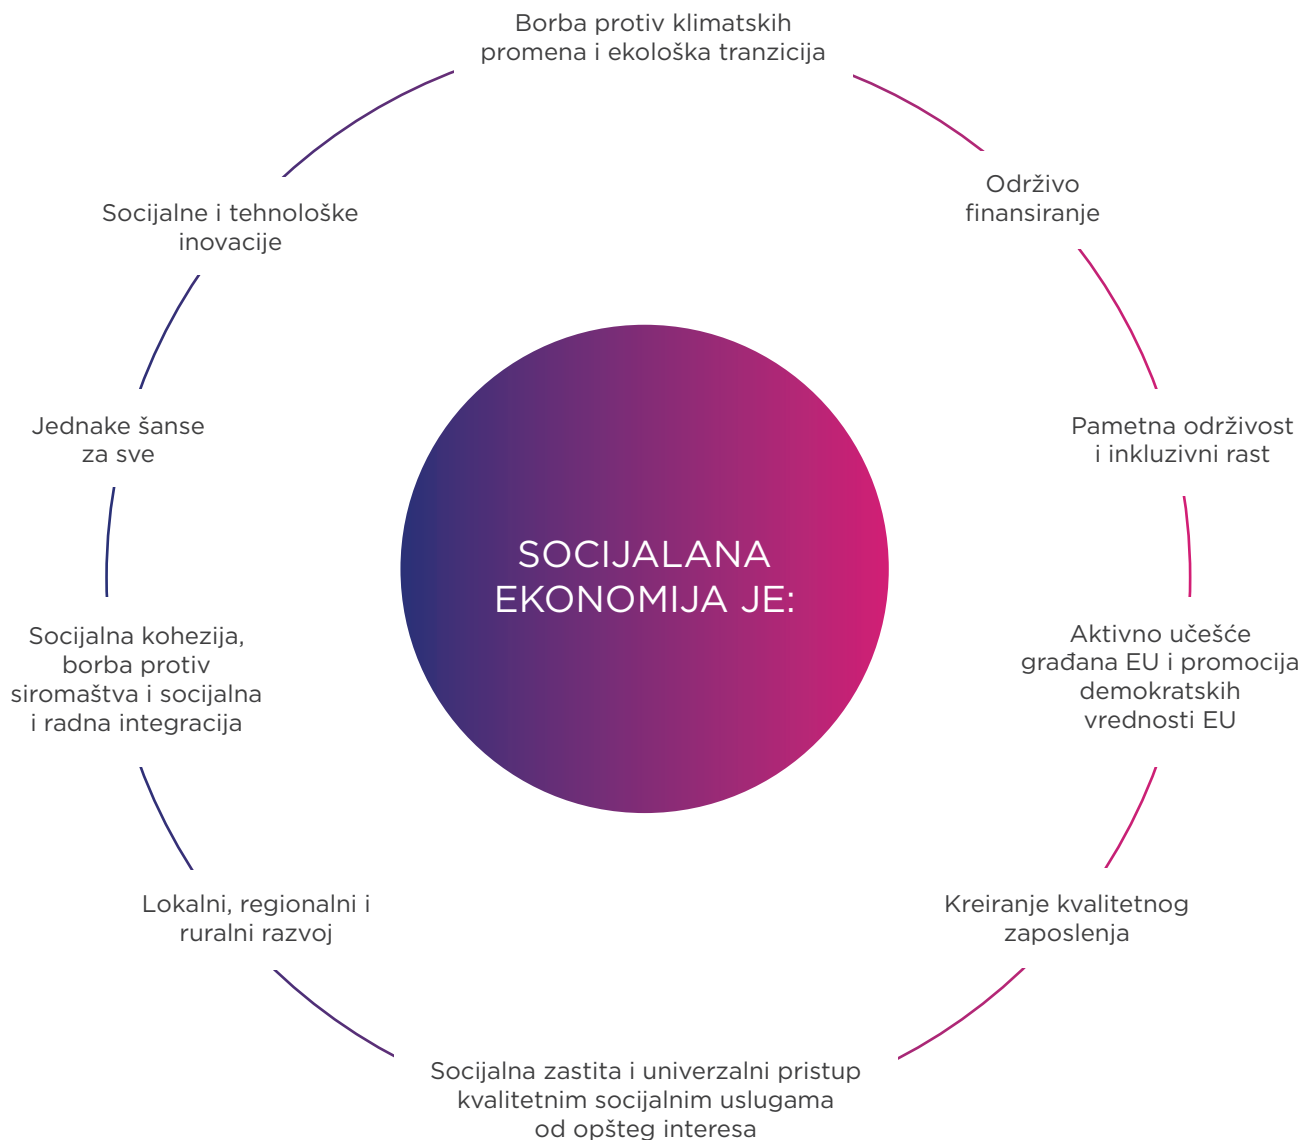 Borba protiv klimatskih
promena i ekološka tranzicija
Održivo
finansiranje
Pametna održivost
i inkluzivni rast
Aktivno učešće
građana EU i promocija
demokratskih
vrednosti EU
Kreiranje kvalitetnog
zaposlenja
Socijalna zastita i univerzalni pristup
kvalitetnim socijalnim uslugama
od opšteg interesa
Lokalni, regionalni i
ruralni razvoj
Socijalna kohezija,
borba protiv
siromaštva i socijalna
i radna integracija
Jednake šanse
za sve
Socijalne i tehnološke
inovacije
SOCIJALANA
EKONOMIJA JE: